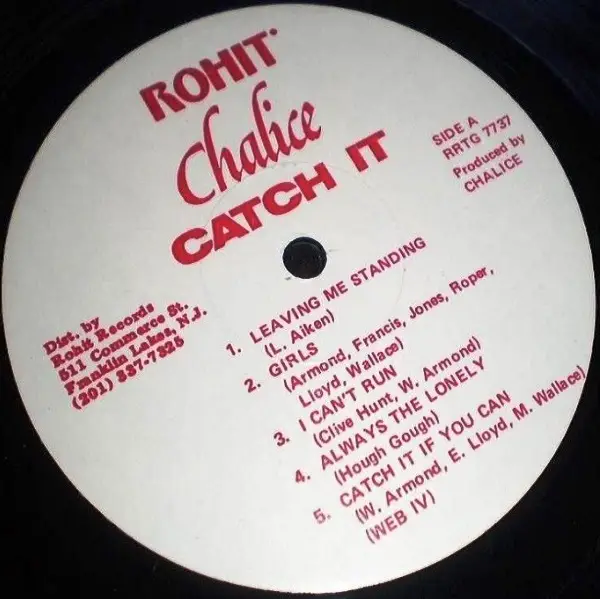 ROHIT
Chalice
CATCH IT
SIDE A
RRTG 7737
Produced by
CHALICE
Dist. by
Rohit Records
511 Commerce St.
Franklin Lakes, N.J.
(201) 337-7325
1. LEAVING ME STANDING
(L. Aiken)
2. GIRLS
(Armond, Francis, Jones, Roper,
Lloyd, Wallace)
3. I CAN'T RUN
(Clive Hunt, W. Armond)
4. ALWAYS THE LONELY
(Hough Gough)
5. CATCH IT IF YOU CAN
(W. Armond, E. Lloyd, M. Wallace)
(WEB IV)